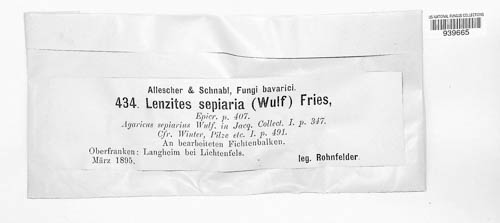 US NATIONAL FUNGUS COLLECTIONS
939665
Allescher & Schnabl, Fungi bavarici.
434. Lenzites sepiaria (Wulf) Fries,
Epicr. p. 407.
Agaricus sepiarius Wulf. in Jacq. Collect. I. p. 347.
Cfr. Winter, Pilze etc. I. p. 491.
An bearbeiteten Fichtenbalken.
Oberfranken: Langheim bei Lichtenfels.
März 1895. leg. Rohnfelder.